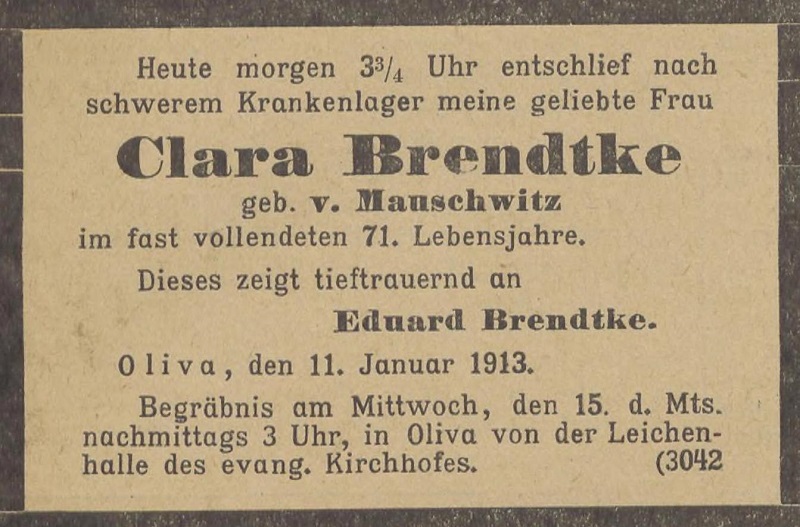 Heute morgen 3¾ Uhr entschlief nach
schwerem Krankenlager meine geliebte Frau
Clara Brendtke
geb. v. Manschwitz
im fast vollendeten 71. Lebensjahre.
Dieses zeigt tieftrauernd an
Eduard Brendtke.
Oliva, den 11. Januar 1913.
Begräbnis am Mittwoch, den 15. d. Mts.
nachmittags 3 Uhr, in Oliva von der Leichen-
halle des evang. Kirchhofes. (3042